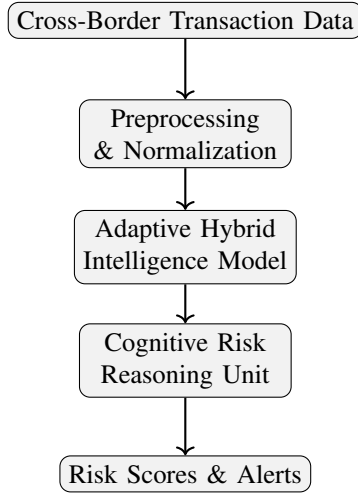 Cross-Border Transaction Data
Preprocessing
& Normalization
Adaptive Hybrid
Intelligence Model
Cognitive Risk
Reasoning Unit
Risk Scores & Alerts